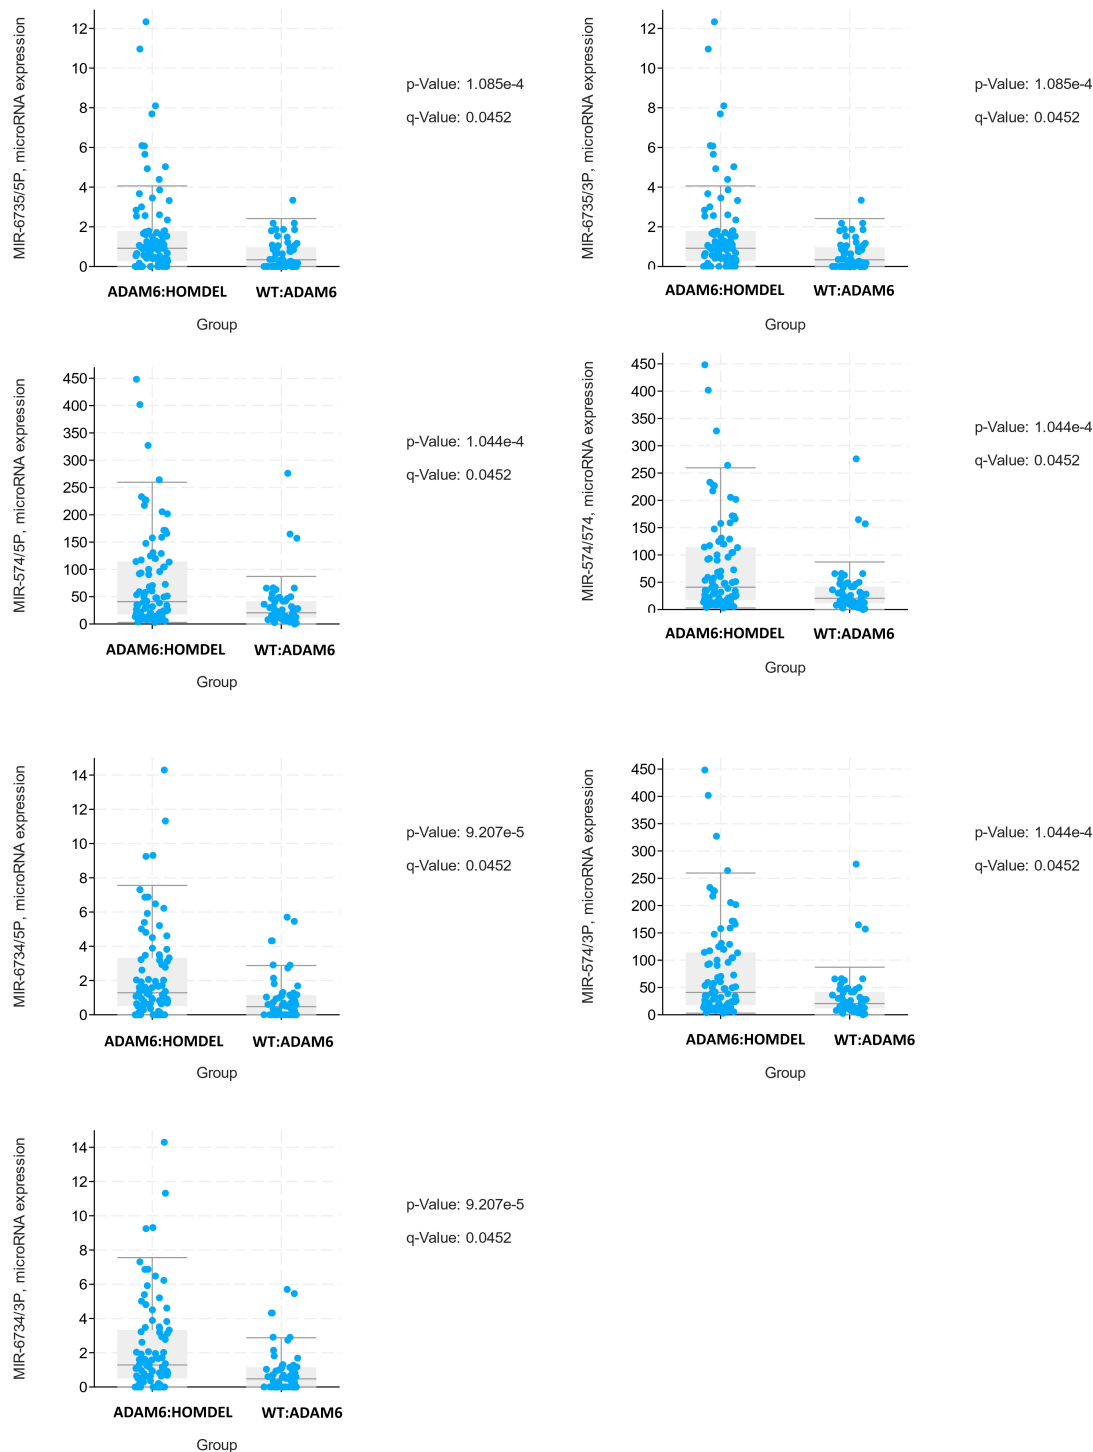 MIR-6735/5P, microRNA expression
12
10
8
6
4
2
0
ADAM6:HOMDEL WT:ADAM6
Group
p-Value: 1.085e-4
q-Value: 0.0452
MIR-6735/3P, microRNA expression
12
10
8
6
4
2
0
ADAM6:HOMDEL WT:ADAM6
Group
p-Value: 1.085e-4
q-Value: 0.0452
MIR-574/5P, microRNA expression
450
400
350
300
250
200
150
100
50
0
ADAM6:HOMDEL WT:ADAM6
Group
p-Value: 1.044e-4
q-Value: 0.0452
MIR-574/574, microRNA expression
450
400
350
300
250
200
150
100
50
0
ADAM6:HOMDEL WT:ADAM6
Group
p-Value: 1.044e-4
q-Value: 0.0452
MIR-6734/5P, microRNA expression
14
12
10
8
6
4
2
0
ADAM6:HOMDEL WT:ADAM6
Group
p-Value: 9.207e-5
q-Value: 0.0452
MIR-574/3P, microRNA expression
450
400
350
300
250
200
150
100
50
0
ADAM6:HOMDEL WT:ADAM6
Group
p-Value: 1.044e-4
q-Value: 0.0452
MIR-6734/3P, microRNA expression
14
12
10
8
6
4
2
0
ADAM6:HOMDEL WT:ADAM6
Group
p-Value: 9.207e-5
q-Value: 0.0452